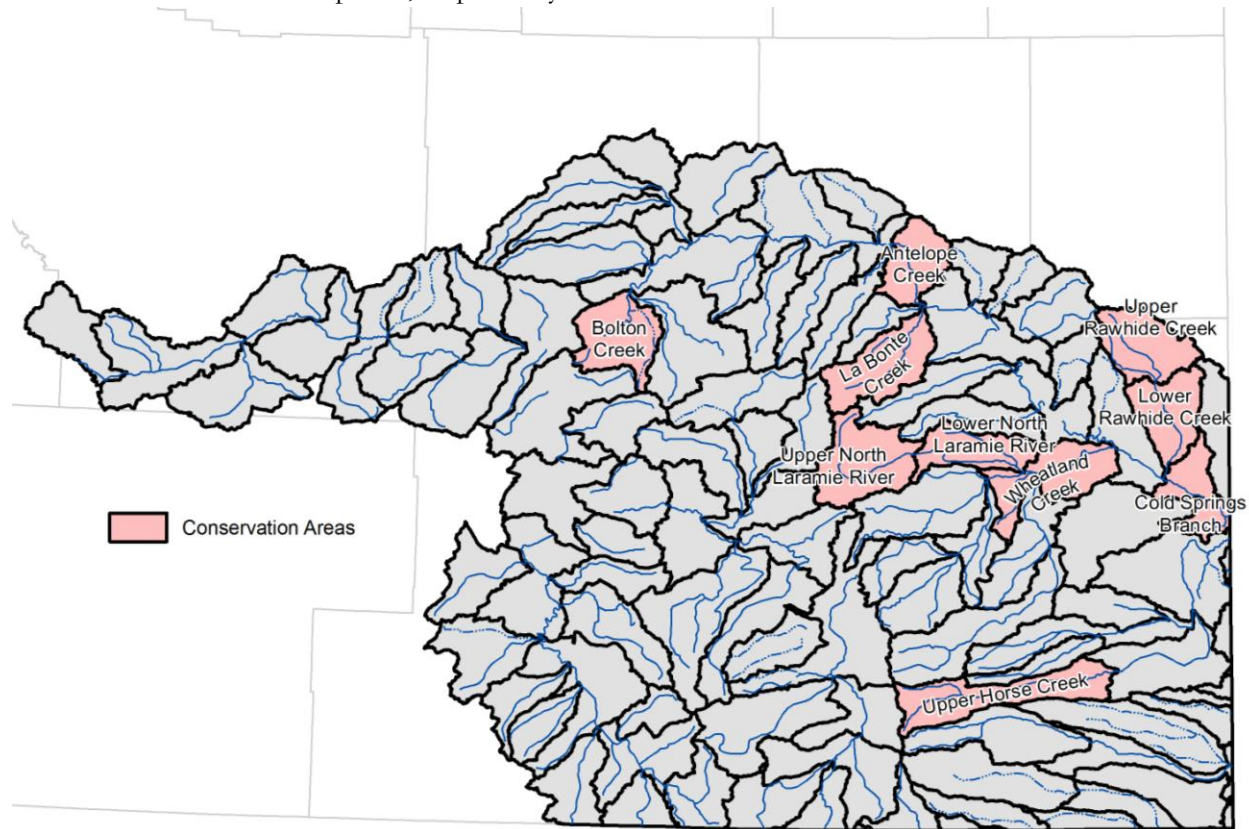 Antelope
Creek
Bolton
Creek
Upper
Rawhide Creek
La Bonte
Creek
Lower
Rawhide Creek
Lower North
Laramie River
Upper North
Laramie River
Wheatland
Creek
Cold Springs
Branch
Conservation Areas
Upper Horse Creek